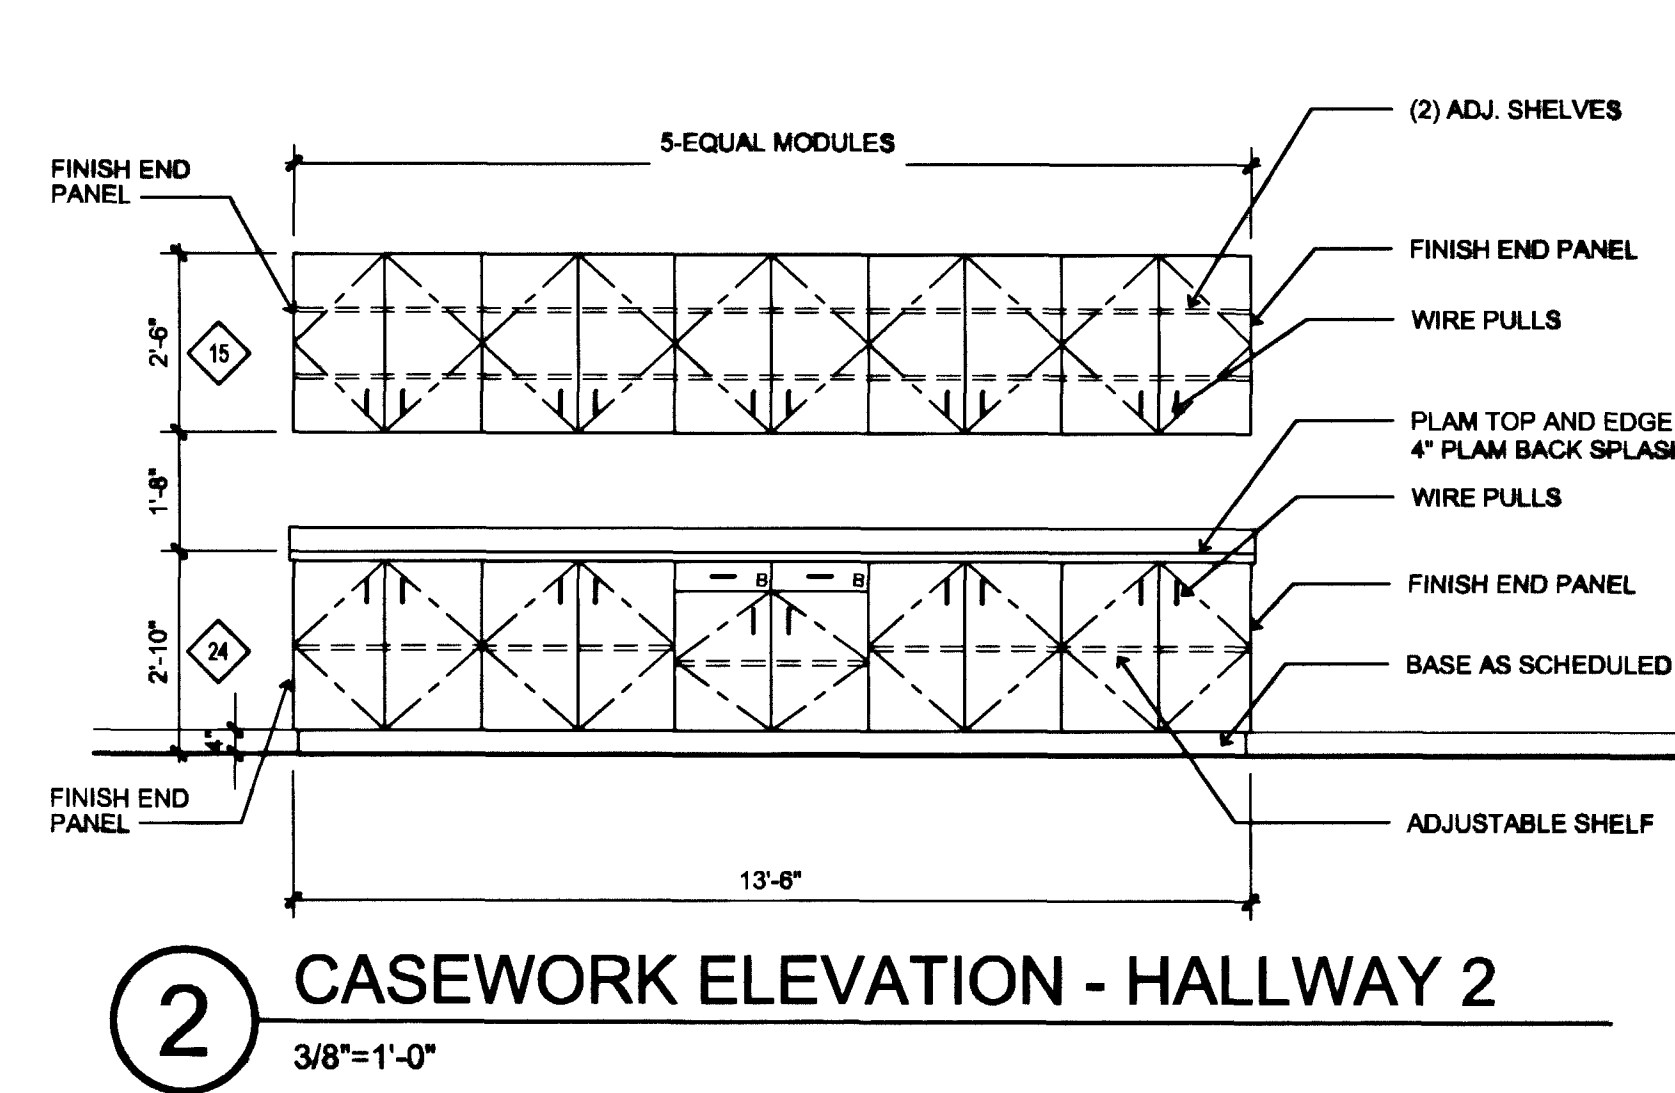 5-EQUAL MODULES
(2) ADJ. SHELVES
FINISH END
PANEL
FINISH END PANEL
WIRE PULLS
2'-6"
15
PLAM TOP AND EDGE
4" PLAM BACK SPLASH
1'-8"
WIRE PULLS
B
B
FINISH END PANEL
2'-10"
24
BASE AS SCHEDULED
4"
FINISH END
PANEL
ADJUSTABLE SHELF
13'-6"
2
CASEWORK ELEVATION - HALLWAY 2
3/8"=1'-0"